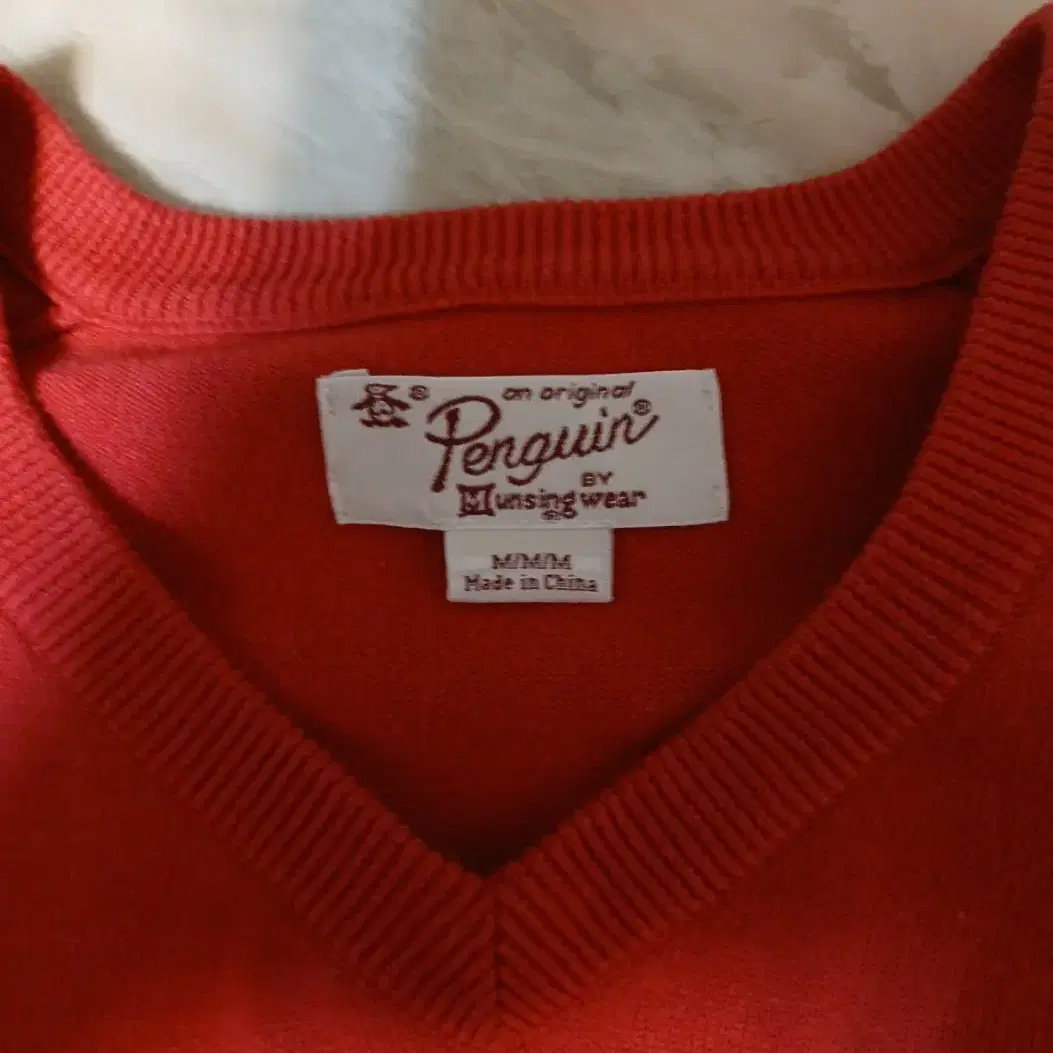 ® an original
Penguin®
BY
Munsingwear
®
M/M/M
Made in China